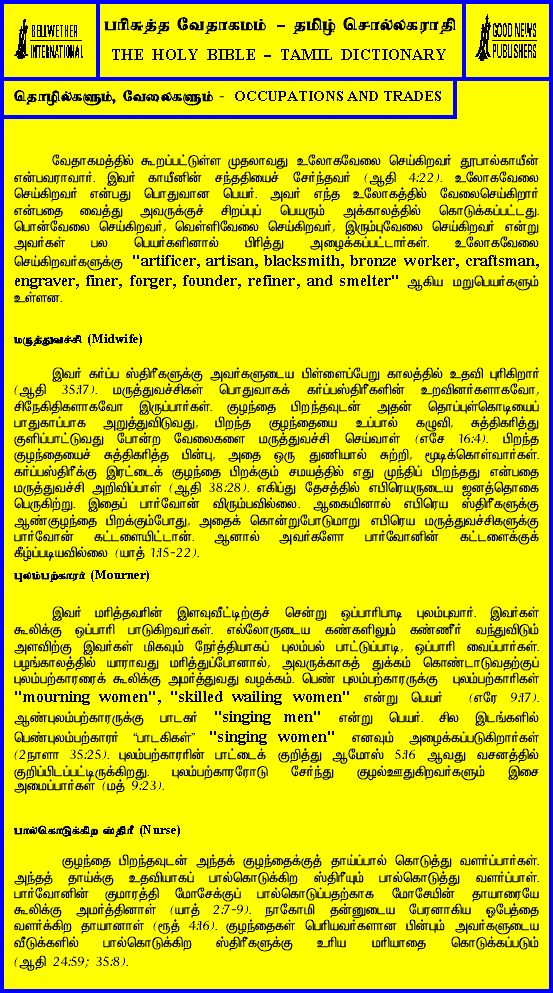 BELLWETHER
INTERNATIONAL
பரிசுத்த வேதாகமம் – தமிழ் சொல்லகராதி
THE HOLY BIBLE – TAMIL DICTIONARY
GOOD NEWS
PUBLISHERS
தொழில்களும், வேலைகளும் - OCCUPATIONS AND TRADES
வேதாகமத்தில் கூறப்பட்டுள்ள முதலாவது உலோகவேலை செய்கிறவர் தூபால்காயீன்
என்பவராவார். இவர் காயீனின் சந்ததியைச் சேர்ந்தவர் (ஆதி 4:22). உலோகவேலை
செய்கிறவர் என்பது பொதுவான பெயர். அவர் எந்த உலோகத்தில் வேலைசெய்கிறார்
என்பதை வைத்து அவருக்குச் சிறப்புப் பெயரும் அக்காலத்தில் கொடுக்கப்பட்டது.
பொன்வேலை செய்கிறவர், வெள்ளிவேலை செய்கிறவர், இரும்புவேலை செய்கிறவர் என்று
அவர்கள் பல பெயர்களினால் பிரித்து அழைக்கப்பட்டார்கள். உலோகவேலை
செய்கிறவர்களுக்கு "artificer, artisan, blacksmith, bronze worker, craftsman,
engraver, finer, forger, founder, refiner, and smelter" ஆகிய மறுபெயர்களும்
உள்ளன.
மருத்துவச்சி (Midwife)
இவர் கர்ப்ப ஸ்திரீகளுக்கு அவர்களுடைய பிள்ளைப்பேறு காலத்தில் உதவி புரிகிறார்
(ஆதி 35:17). மருத்துவச்சிகள் பொதுவாகக் கர்ப்பஸ்திரீகளின் உறவினர்களாகவோ,
சிநேகிதிகளாகவோ இருப்பார்கள். குழந்தை பிறந்தவுடன் அதன் தொப்புள்கொடியைப்
பாதுகாப்பாக அறுத்துவிடுவது, பிறந்த குழந்தையை உப்பால் கழுவி, சுத்திகரித்து
குளிப்பாட்டுவது போன்ற வேலைகளை மருத்துவச்சி செய்வாள் (எசே 16:4). பிறந்த
குழந்தையைச் சுத்திகரித்த பின்பு, அதை ஒரு துணியால் சுற்றி, மூடிக்கொள்வார்கள்.
கர்ப்பஸ்திரீக்கு இரட்டைக் குழந்தை பிறக்கும் சமயத்தில் எது முந்திப் பிறந்தது என்பதை
மருத்துவச்சி அறிவிப்பாள் (ஆதி 38:28). எகிப்து தேசத்தில் எபிரெயருடைய ஜனத்தொகை
பெருகிற்று. இதைப் பார்வோன் விரும்பவில்லை. ஆகையினால் எபிரெய ஸ்திரீகளுக்கு
ஆண்குழந்தை பிறக்கும்போது, அதைக் கொன்றுபோடுமாறு எபிரெய மருத்துவச்சிகளுக்கு
பார்வோன் கட்டளையிட்டான். ஆனால் அவர்களோ பார்வோனின் கட்டளைக்குக்
கீழ்ப்படியவில்லை (யாத் 1:15-22).
புலம்பற்காரர் (Mourner)
இவர் மரித்தவரின் இளவுவீட்டிற்குச் சென்று ஒப்பாரிபாடி புலம்புவார். இவர்கள்
கூலிக்கு ஒப்பாரி பாடுகிறவர்கள். எல்லோருடைய கண்களிலும் கண்ணீர் வந்துவிடும்
அளவிற்கு இவர்கள் மிகவும் நேர்த்தியாகப் புலம்பல் பாட்டுப்பாடி, ஒப்பாரி வைப்பார்கள்.
பழங்காலத்தில் யாராவது மரித்துப்போனால், அவருக்காகத் துக்கம் கொண்டாடுவதற்குப்
புலம்பற்காரரைக் கூலிக்கு அமர்த்துவது வழக்கம். பெண் புலம்பற்காரருக்கு புலம்பற்காரிகள்
"mourning women", "skilled wailing women" என்று பெயர் (எரே 9:17).
ஆண்புலம்பற்காரருக்கு பாடகர் "singing men" என்று பெயர். சில இடங்களில்
பெண்புலம்பற்காரர் “பாடகிகள்” "singing women" எனவும் அழைக்கப்படுகிறார்கள்
(2நாளா 35:25). புலம்பற்காரரின் பாட்டைக் குறித்து ஆமோஸ் 5:16 ஆவது வசனத்தில்
குறிப்பிடப்பட்டிருக்கிறது. புலம்பற்காரரோடு சேர்ந்து குழல்ஊதுகிறவர்களும் இசை
அமைப்பார்கள் (மத் 9:23).
பால்கொடுக்கிற ஸ்திரீ (Nurse)
குழந்தை பிறந்தவுடன் அந்தக் குழந்தைக்குத் தாய்ப்பால் கொடுத்து வளர்ப்பார்கள்.
அந்தத் தாய்க்கு உதவியாகப் பால்கொடுக்கிற ஸ்திரீயும் பால்கொடுத்து வளர்ப்பாள்.
பார்வோனின் குமாரத்தி மோசேக்குப் பால்கொடுப்பதற்காக மோசேயின் தாயாரையே
கூலிக்கு அமர்த்தினாள் (யாத் 2:7-9). நாகோமி தன்னுடைய பேரனாகிய ஓபேத்தை
வளர்க்கிற தாயானாள் (ரூத் 4:16). குழந்தைகள் பெரியவர்களான பின்பும் அவர்களுடைய
வீடுக்களில் பால்கொடுக்கிற ஸ்திரீகளுக்கு உரிய மரியாதை கொடுக்கப்படும்
(ஆதி 24:59; 35:8).